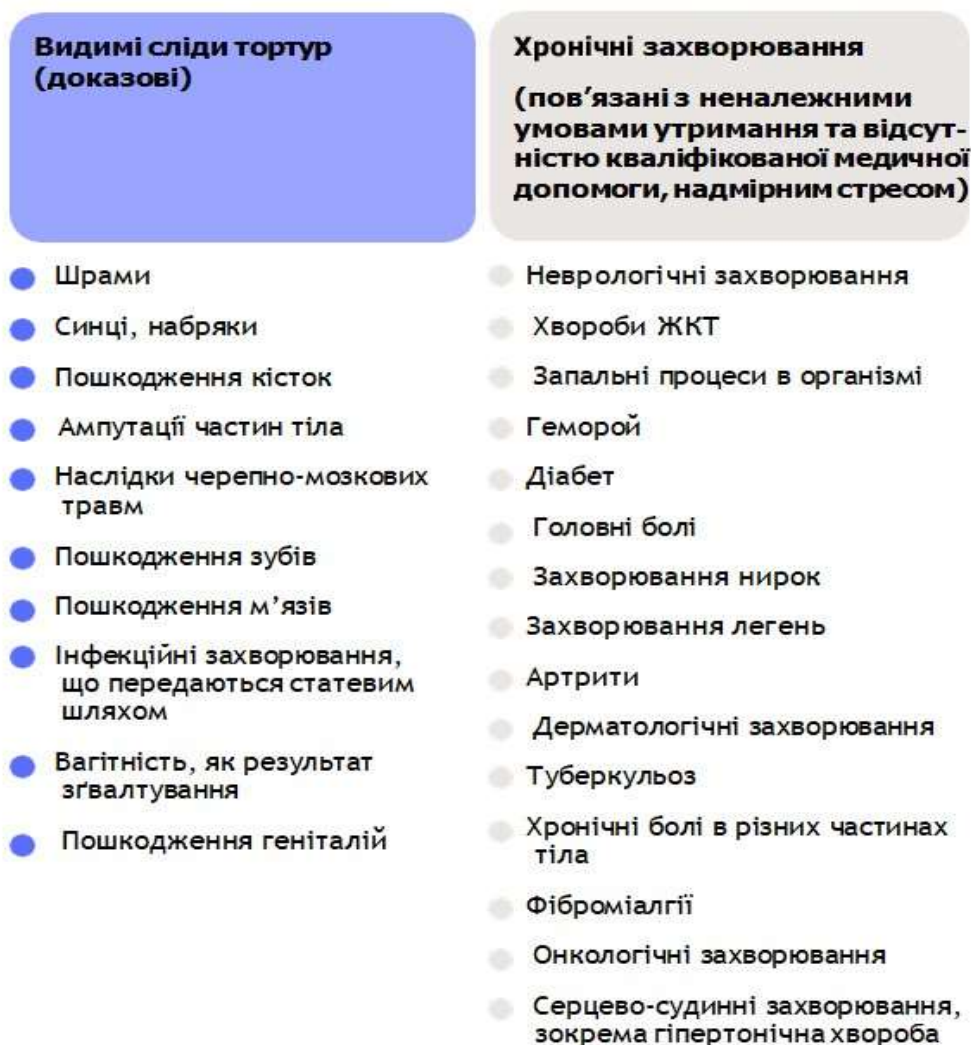 Видимі сліди тортур
(доказові)
Шрами
Синці, набряки
Пошкодження кісток
Ампутації частин тіла
Наслідки черепно-мозкових
травм
Пошкодження зубів
Пошкодження м’язів
Інфекційні захворювання,
що передаються статевим
шляхом
Вагітність, як результат
зґвалтування
Пошкодження геніталій
Хронічні захворювання
(пов’язані з неналежними
умовами утримання та відсут-
ністю кваліфікованої медичної
допомоги, надмірним стресом)
Неврологічні захворювання
Хвороби ЖКТ
Запальні процеси в організмі
Геморой
Діабет
Головні болі
Захворювання нирок
Захворювання легень
Артрити
Дерматологічні захворювання
Туберкульоз
Хронічні болі в різних частинах
тіла
Фіброміалгії
Онкологічні захворювання
Серцево-судинні захворювання,
зокрема гіпертонічна хвороба